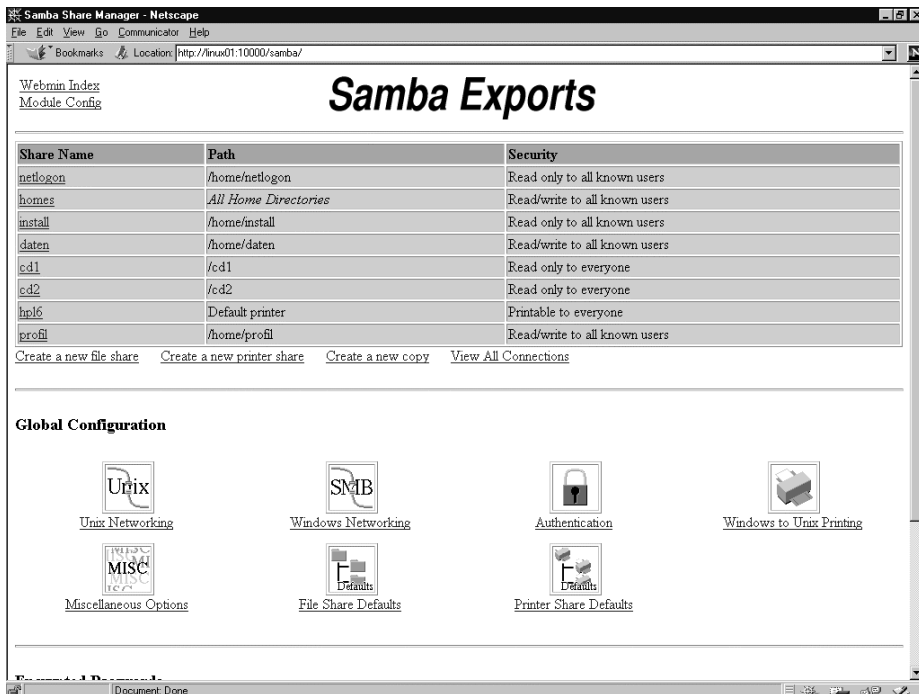 Samba Share Manager - Netscape
File Edit View Go Communicator Help
Bookmarks Location: http://linux01:10000/samba/
Webmin Index
Module Config
Samba Exports
Share Name Path Security
netlogon /home/netlogon Read only to all known users
homes All Home Directories Read/write to all known users
install /home/install Read only to all known users
daten /home/daten Read/write to all known users
cd1 /cd1 Read only to everyone
cd2 /cd2 Read only to everyone
hpl6 Default printer Printable to everyone
profil /home/profil Read/write to all known users
Create a new file share Create a new printer share Create a new copy View All Connections
Global Configuration
Unix SMB
Unix Networking Windows Networking Authentication Windows to Unix Printing
MISC Defaults Defaults
Miscellaneous Options File Share Defaults Printer Share Defaults
Encrypted Passwords
Document: Done